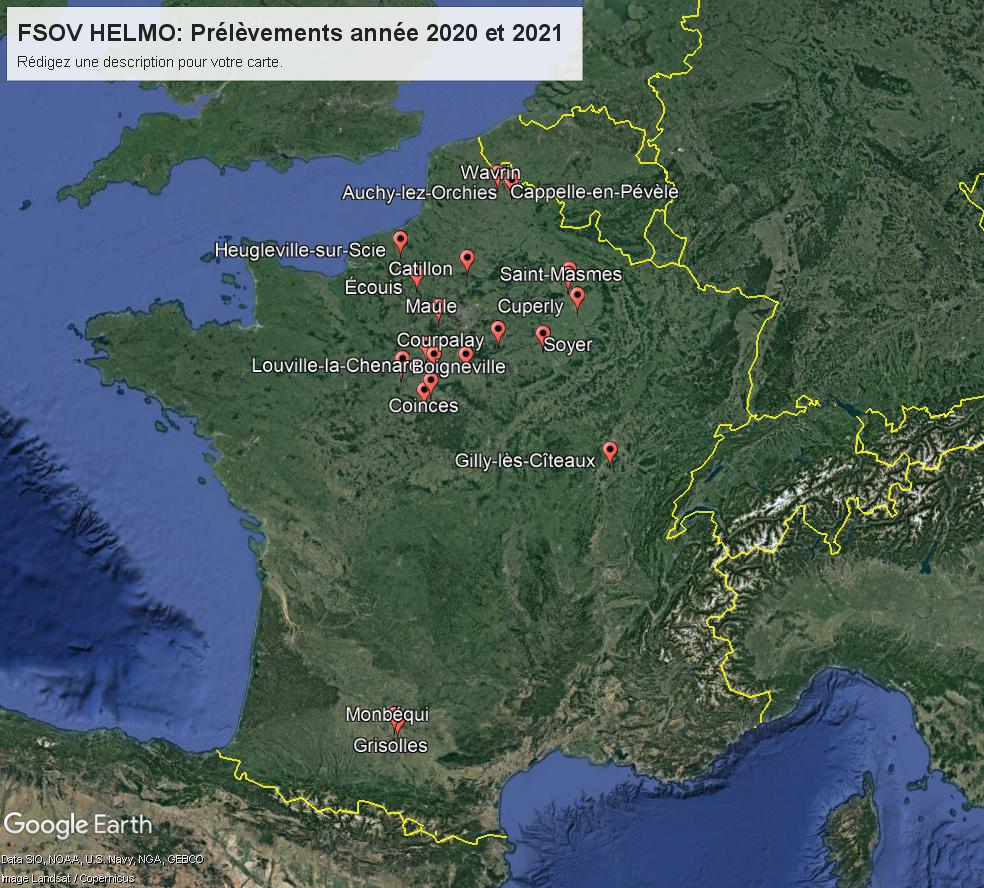 FSOV HELMO: Prélèvements année 2020 et 2021
Rédigez une description pour votre carte.
Wavrin
Auchy-lez-Orchies
Cappelle-en-Pévèle
Heugleville-sur-Scie
Catillon
Saint-Masmes
Écouis
Maule
Cuperly
Courpalay
Soyer
Louville-la-Chenard
Boigneville
Coinces
Gilly-lès-Cîteaux
Monbéqui
Grisolles
Google Earth
Data SIO, NOAA, U.S. Navy, NGA, GEBCO
Image Landsat / Copernicus